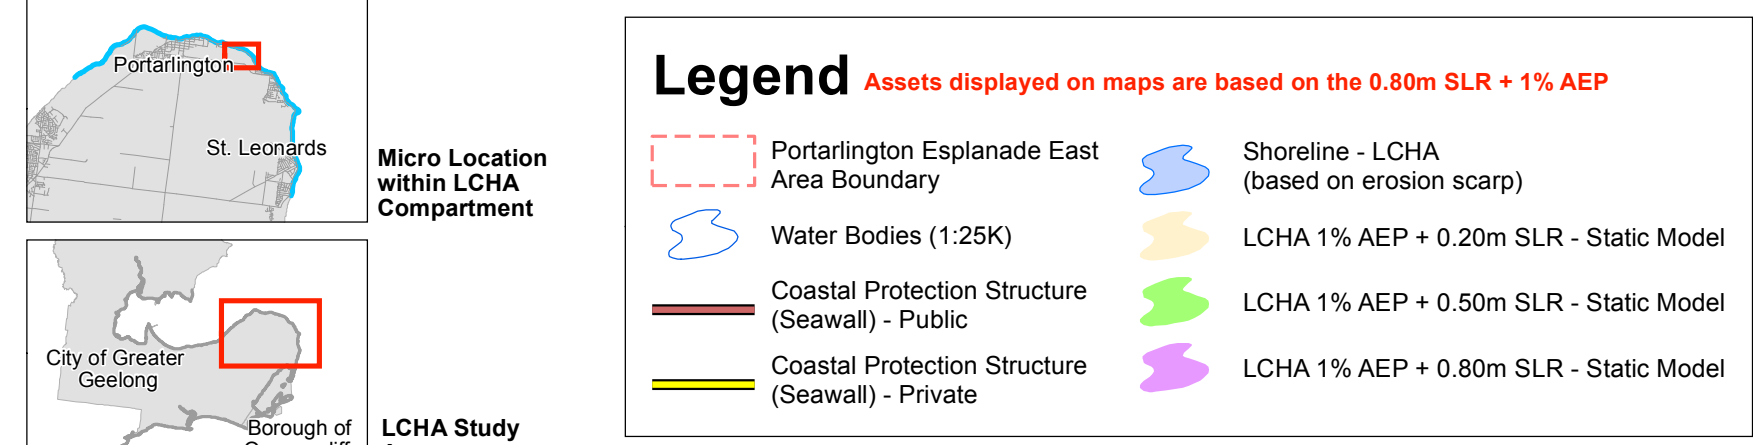 Portarlington
St. Leonards
Micro Location
within LCHA
Compartment
City of Greater
Geelong
Borough of
LCHA Study
Legend Assets displayed on maps are based on the 0.80m SLR + 1% AEP
Portarlington Esplanade East
Area Boundary
Water Bodies (1:25K)
Coastal Protection Structure
(Seawall) - Public
Coastal Protection Structure
(Seawall) - Private
Shoreline - LCHA
(based on erosion scarp)
LCHA 1% AEP + 0.20m SLR - Static Model
LCHA 1% AEP + 0.50m SLR - Static Model
LCHA 1% AEP + 0.80m SLR - Static Model